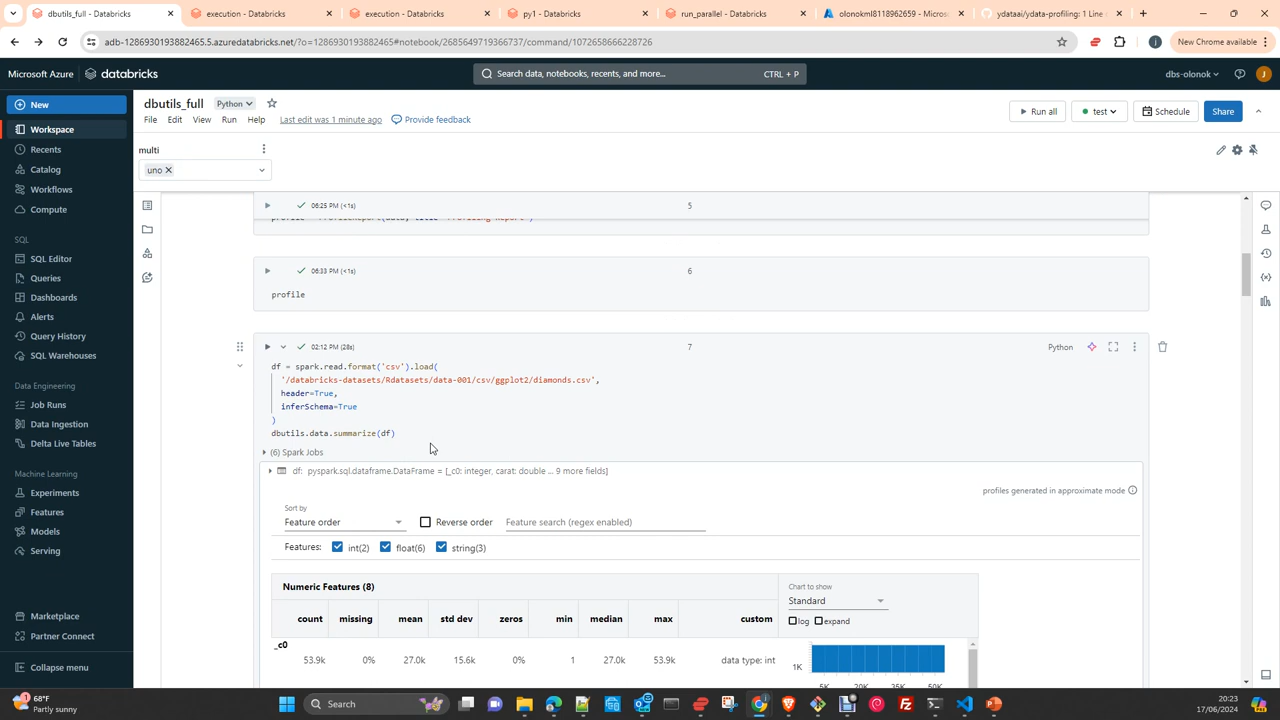 dbutils_full - Databricks
execution - Databricks
execution - Databricks
py1 - Databricks
run_parallel - Databricks
olonokml8118962659 - Micros
ydataai/ydata-profiling: 1 Line
adb-1286930193882465.5.azuredatabricks.net/?o=1286930193882465#notebook/2685649719366737/command/1072658666228726
New Chrome available
Microsoft Azure
databricks
Search data, notebooks, recents, and more...
CTRL + P
dbs-olonok
J
New
Workspace
Recents
Catalog
Workflows
Compute
SQL
SQL Editor
Queries
Dashboards
Alerts
Query History
SQL Warehouses
Data Engineering
Job Runs
Data Ingestion
Delta Live Tables
Machine Learning
Experiments
Features
Models
Serving
Marketplace
Partner Connect
Collapse menu
dbutils_full
Python
File Edit View Run Help
Last edit was 1 minute ago
Provide feedback
Run all
test
Schedule
Share
multi
uno
06:25 PM (<1s)
5
06:33 PM (<1s)
6
profile
02:12 PM (28s)
7
Python
df = spark.read.format('csv').load(
'/databricks-datasets/Rdatasets/data-001/csv/ggplot2/diamonds.csv',
header=True,
inferSchema=True
)
dbutils.data.summarize(df)
(6) Spark Jobs
df: pyspark.sql.dataframe.DataFrame = [_c0: integer, carat: double ... 9 more fields]
profiles generated in approximate mode
Sort by
Feature order
Reverse order
Feature search (regex enabled)
Features: int(2) float(6) string(3)
Numeric Features (8)
Chart to show
Standard
log expand
count missing mean std dev zeros min median max custom
_c0
53.9k 0% 27.0k 15.6k 0% 1 27.0k 53.9k data type: int
1K
5K 20K 35K 50K
68°F
Partly sunny
Search
20:23
17/06/2024